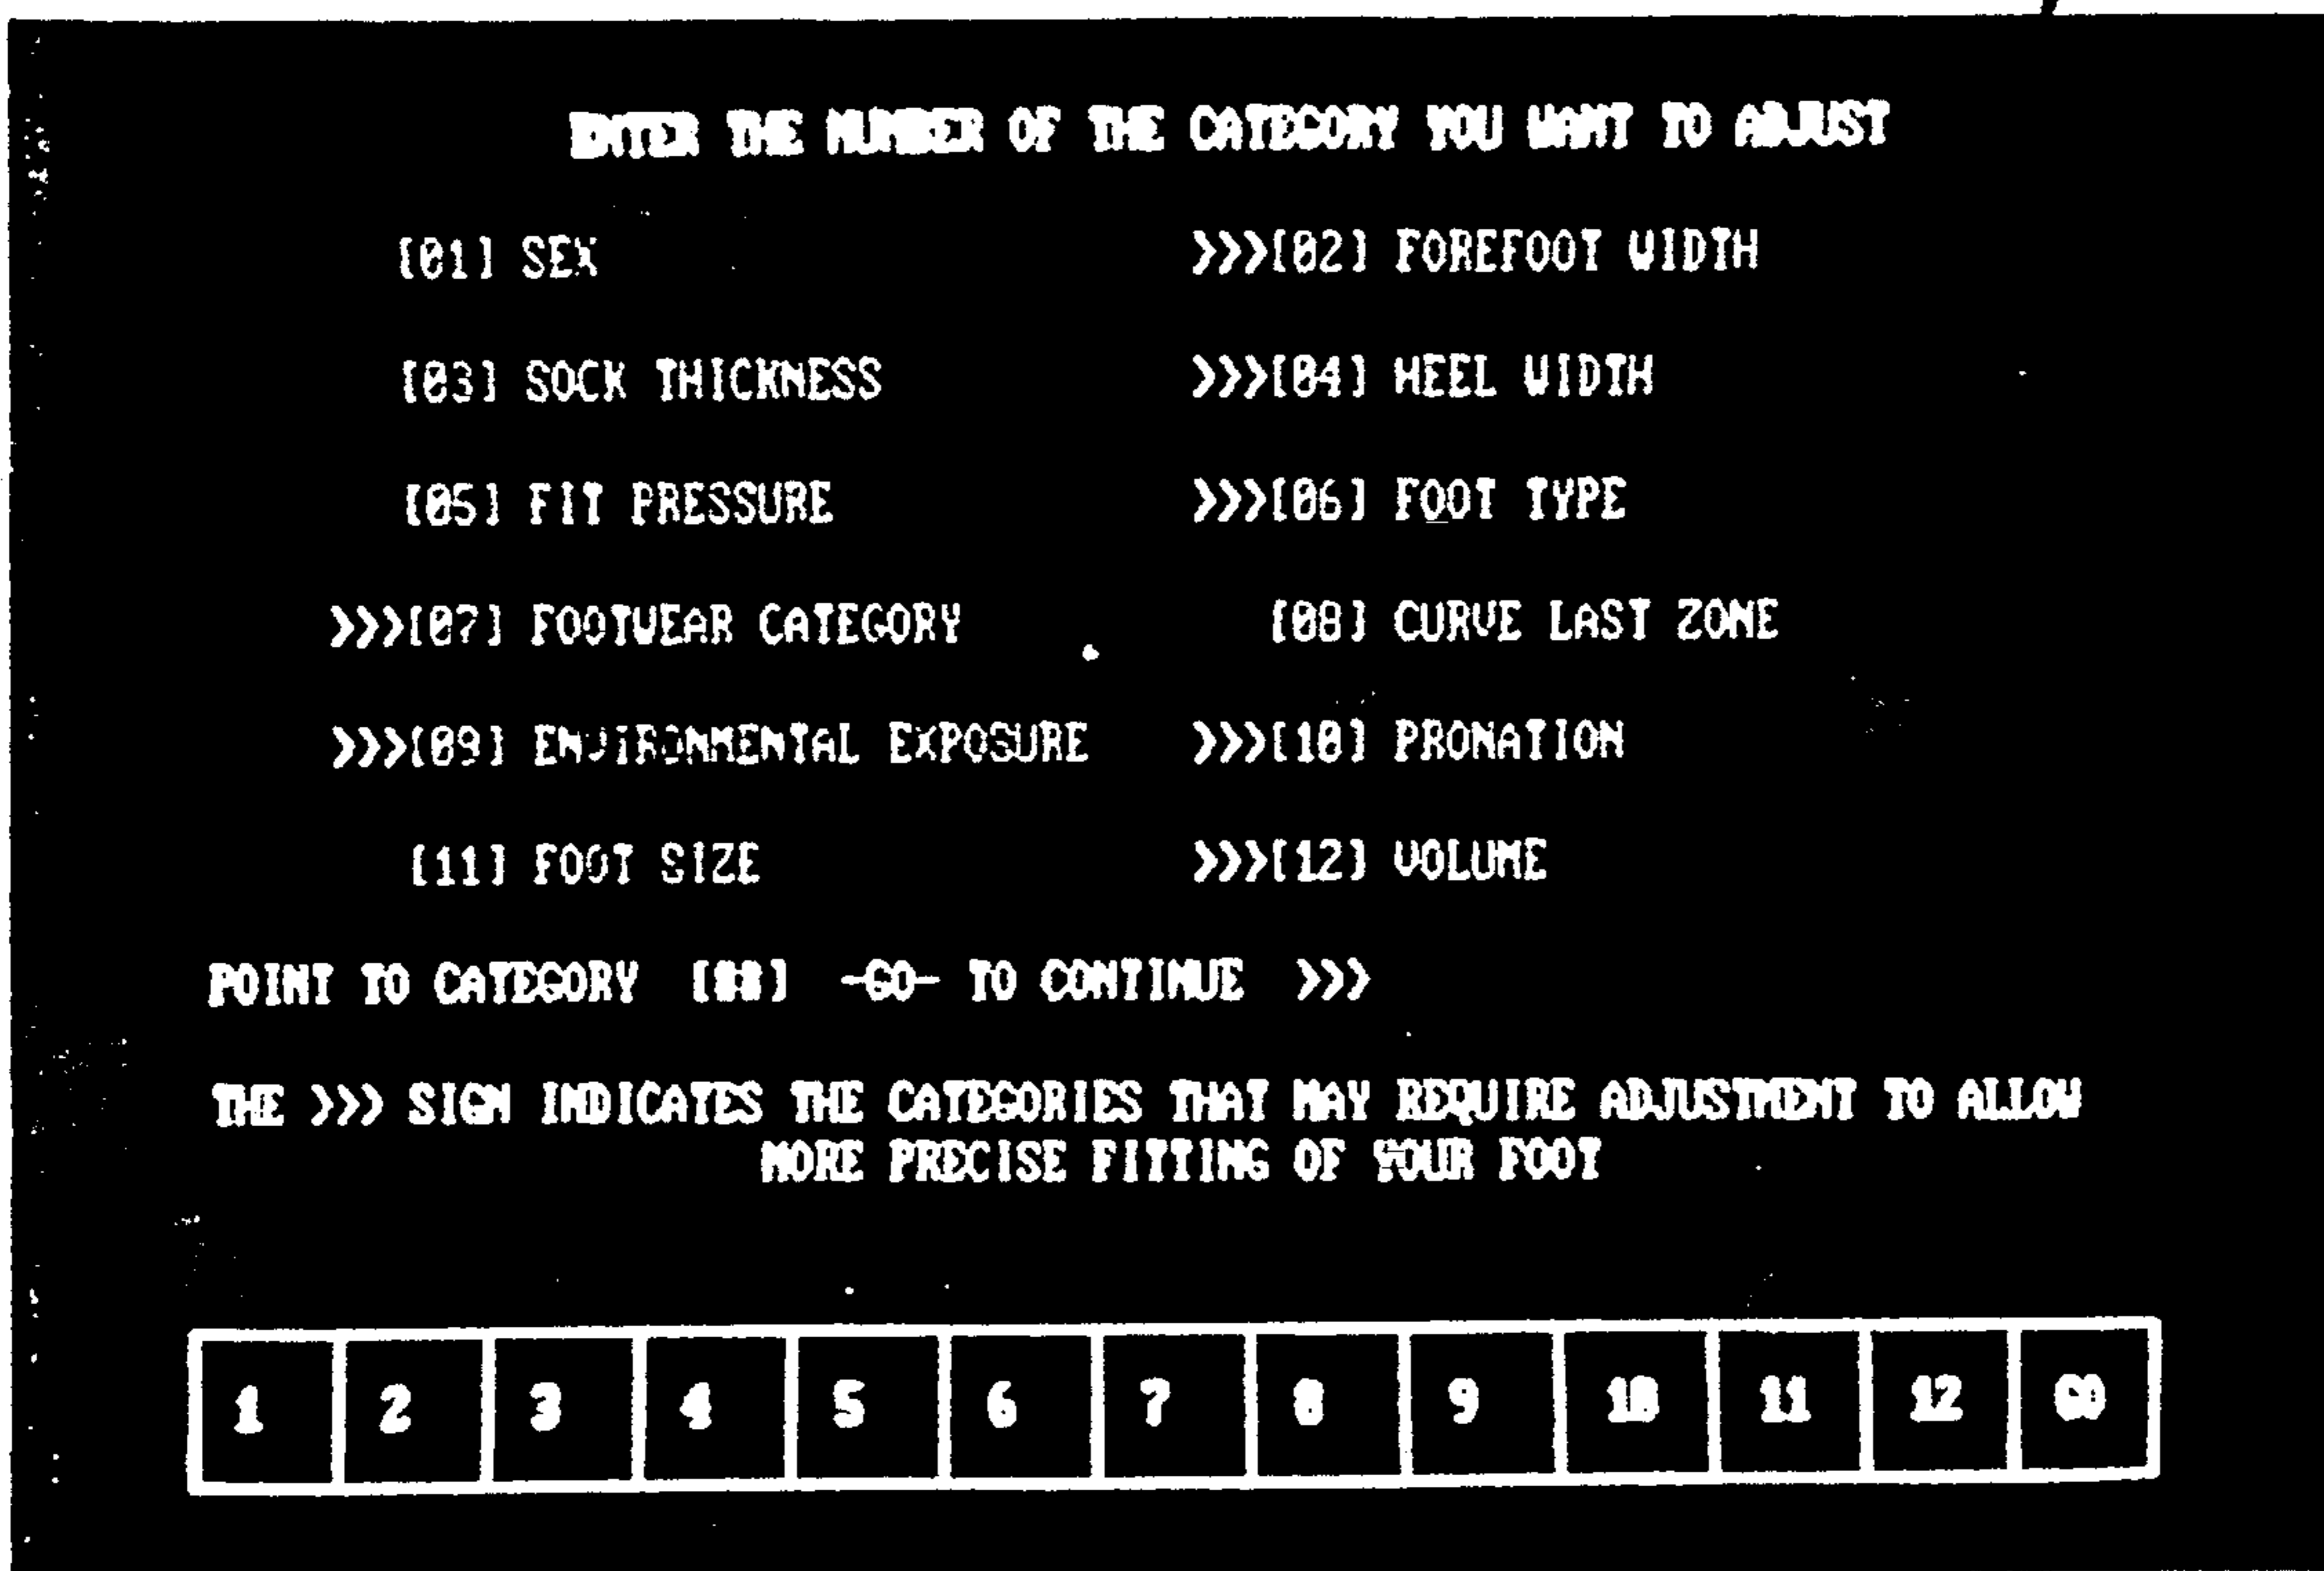 ENTER THE NUMBER OF THE CATEGORY YOU WANT TO ADJUST
[01] SEX >>>[02] FOREFOOT WIDTH
[03] SOCK THICKNESS >>>[04] HEEL WIDTH
[05] FIT PRESSURE >>>[06] FOOT TYPE
>>>[07] FOOTWEAR CATEGORY [08] CURVE LAST ZONE
>>>[09] ENVIRONMENTAL EXPOSURE >>>[10] PRONATION
[11] FOOT SIZE >>>[12] VOLUME
POINT TO CATEGORY [00] -GO- TO CONTINUE >>>
THE >>> SIGN INDICATES THE CATEGORIES THAT MAY REQUIRE ADJUSTMENT TO ALLOW
MORE PRECISE FITTING OF YOUR FOOT
1 2 3 4 5 6 7 8 9 10 11 12 GO